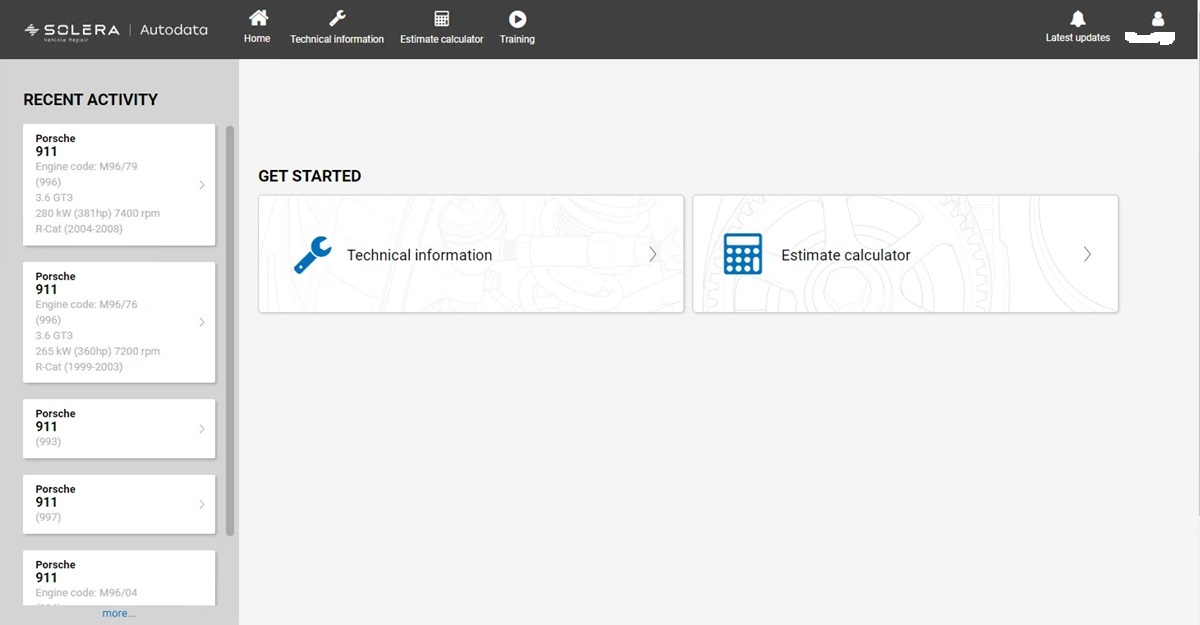 SOLERA
Vehicle Repair
Autodata
Home
Technical information
Estimate calculator
Training
Latest updates
RECENT ACTIVITY
Porsche
911
Engine code: M96/79
(996)
3.6 GT3
280 kW (381hp) 7400 rpm
R-Cat (2004-2008)
Porsche
911
Engine code: M96/76
(996)
3.6 GT3
265 kW (360hp) 7200 rpm
R-Cat (1999-2003)
Porsche
911
(993)
Porsche
911
(997)
Porsche
911
Engine code: M96/04
more...
GET STARTED
Technical information
Estimate calculator